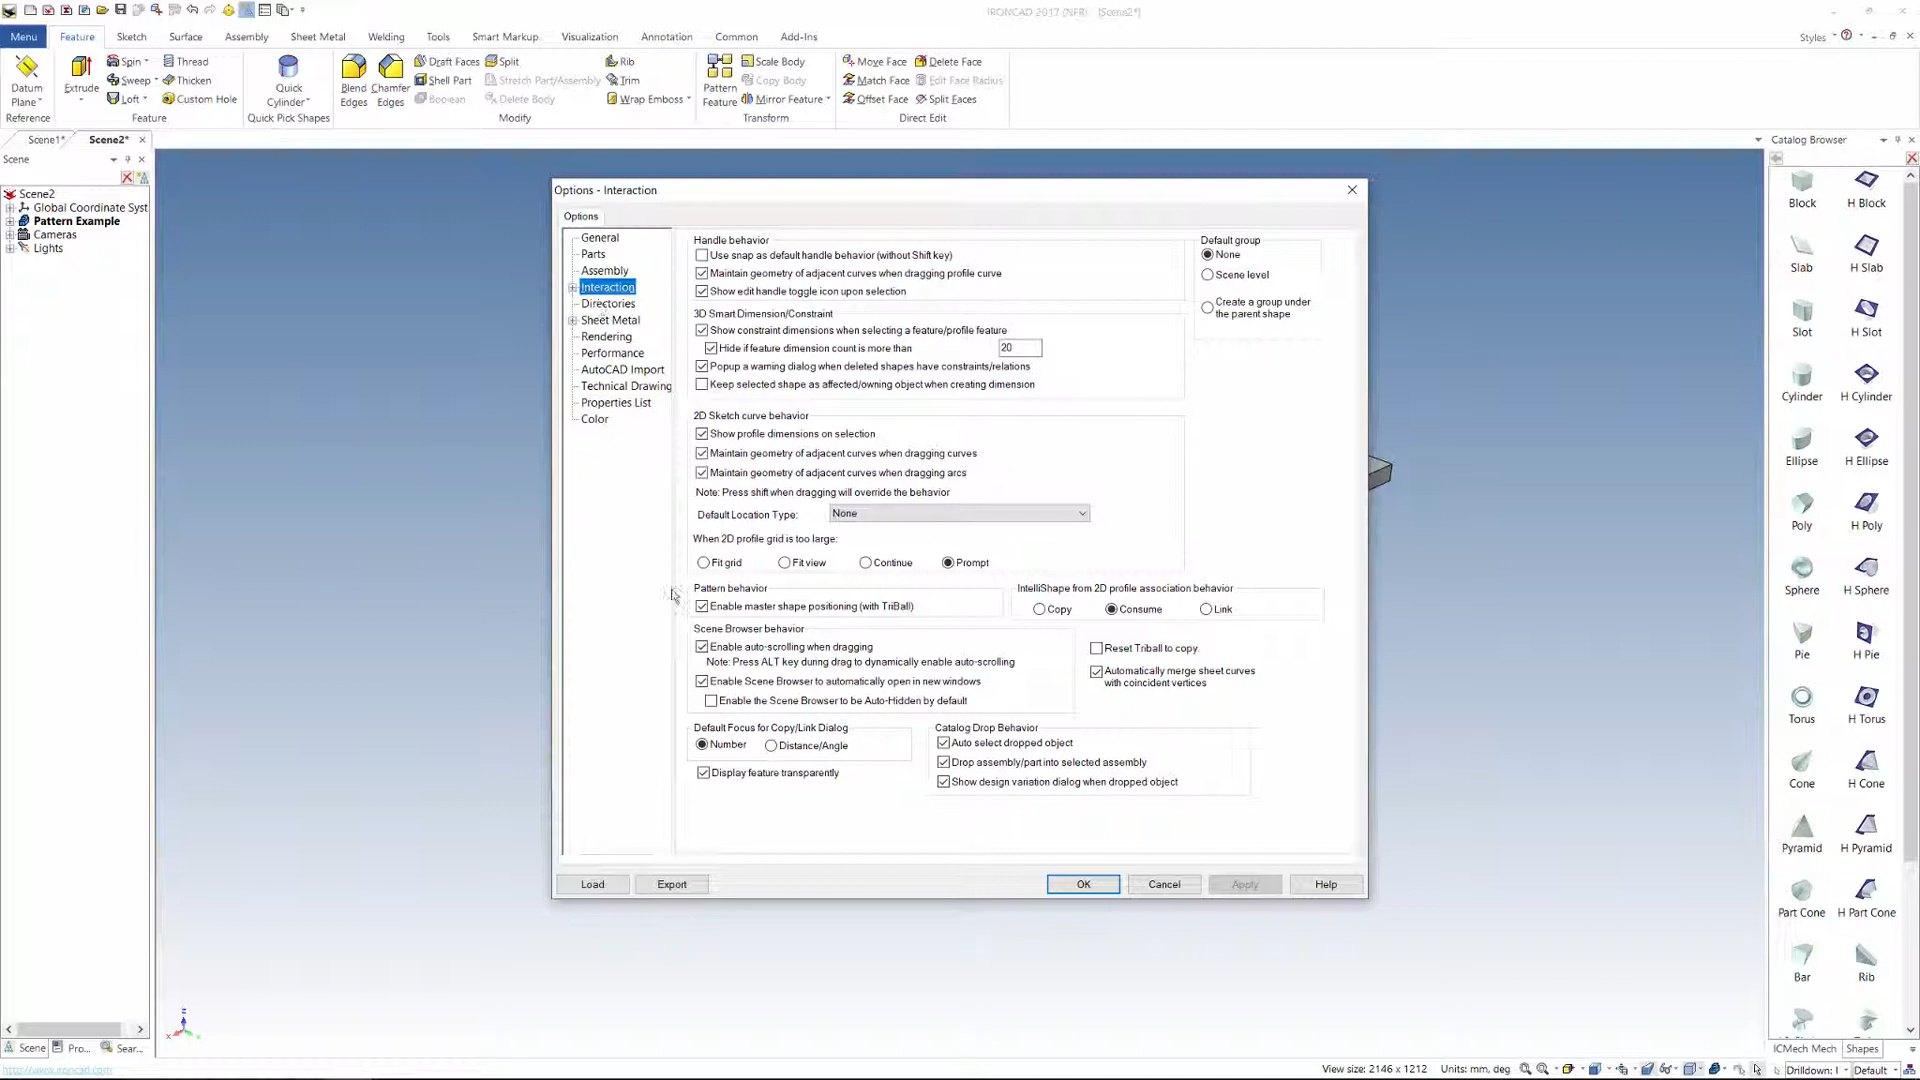 IRONCAD 2017 (NFR) - [Scene2*]
Menu Feature Sketch Surface Assembly Sheet Metal Welding Tools Smart Markup Visualization Annotation Common Add-Ins Styles
Datum Plane
Reference
Extrude
Spin Thread
Sweep Thicken
Loft Custom Hole
Feature
Quick Cylinder
Quick Pick Shapes
Blend Edges
Chamfer Edges
Draft Faces Split Rib
Shell Part Stretch Part/Assembly Trim
Boolean Delete Body Wrap Emboss
Modify
Pattern Feature
Scale Body
Copy Body
Mirror Feature
Transform
Move Face Delete Face
Match Face Edit Face Radius
Offset Face Split Faces
Direct Edit
Scene1* Scene2*
Scene
Scene2
Global Coordinate Syst
Pattern Example
Cameras
Lights
Options - Interaction
Options
General
Parts
Assembly
Interaction
Directories
Sheet Metal
Rendering
Performance
AutoCAD Import
Technical Drawing
Properties List
Color
Handle behavior
Use snap as default handle behavior (without Shift key)
Maintain geometry of adjacent curves when dragging profile curve
Show edit handle toggle icon upon selection
Default group
None
Scene level
Create a group under
the parent shape
3D Smart Dimension/Constraint
Show constraint dimensions when selecting a feature/profile feature
Hide if feature dimension count is more than 20
Popup a warning dialog when deleted shapes have constraints/relations
Keep selected shape as affected/owning object when creating dimension
2D Sketch curve behavior
Show profile dimensions on selection
Maintain geometry of adjacent curves when dragging curves
Maintain geometry of adjacent curves when dragging arcs
Note: Press shift when dragging will override the behavior
Default Location Type: None
When 2D profile grid is too large:
Fit grid Fit view Continue Prompt
Pattern behavior
Enable master shape positioning (with TriBall)
IntelliShape from 2D profile association behavior
Copy Consume Link
Scene Browser behavior
Enable auto-scrolling when dragging
Note: Press ALT key during drag to dynamically enable auto-scrolling
Enable Scene Browser to automatically open in new windows
Enable the Scene Browser to be Auto-Hidden by default
Reset Triball to copy.
Automatically merge sheet curves
with coincident vertices
Default Focus for Copy/Link Dialog
Number Distance/Angle
Display feature transparently
Catalog Drop Behavior
Auto select dropped object
Drop assembly/part into selected assembly
Show design variation dialog when dropped object
Load Export OK Cancel Apply Help
Catalog Browser
Block H Block
Slab H Slab
Slot H Slot
Cylinder H Cylinder
Ellipse H Ellipse
Poly H Poly
Sphere H Sphere
Pie H Pie
Torus H Torus
Cone H Cone
Pyramid H Pyramid
Part Cone H Part Cone
Bar Rib
ICMech Mech Shapes
z
x
Scene Pro... Sear...
http://www.ironcad.com
View size: 2146 x 1212 Units: mm, deg Drilldown: Default